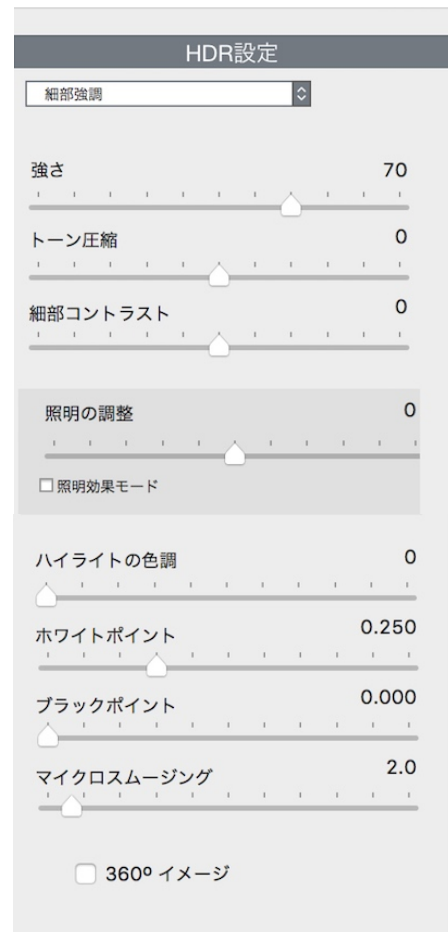 HDR設定
細部強調
強さ 70
トーン圧縮 0
細部コントラスト 0
照明の調整 0
照明効果モード
ハイライトの色調 0
ホワイトポイント 0.250
ブラックポイント 0.000
マイクロスムージング 2.0
360º イメージ